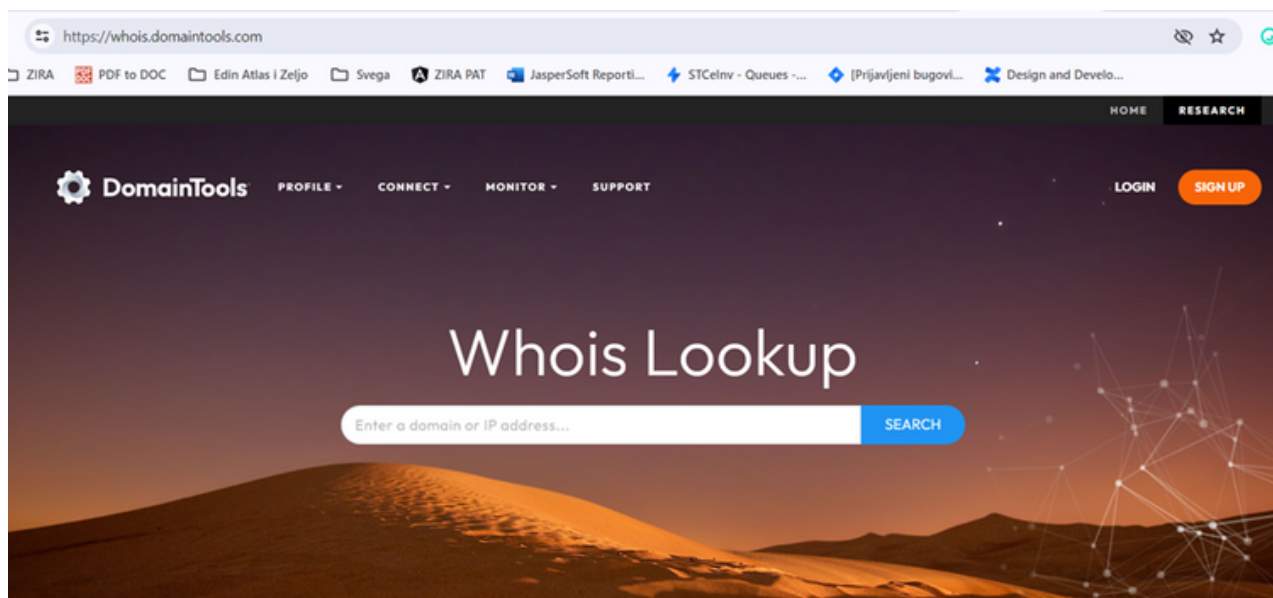 https://whois.domaintools.com
ZIRA PDF to DOC Edin Atlas i Zeljo Svega ZIRA PAT JasperSoft Reporti... STCeInv - Queues -... [Prijavljeni bugovi... Design and Develo...
HOME RESEARCH
DomainTools PROFILE CONNECT MONITOR SUPPORT LOGIN SIGN UP
Whois Lookup
Enter a domain or IP address... SEARCH